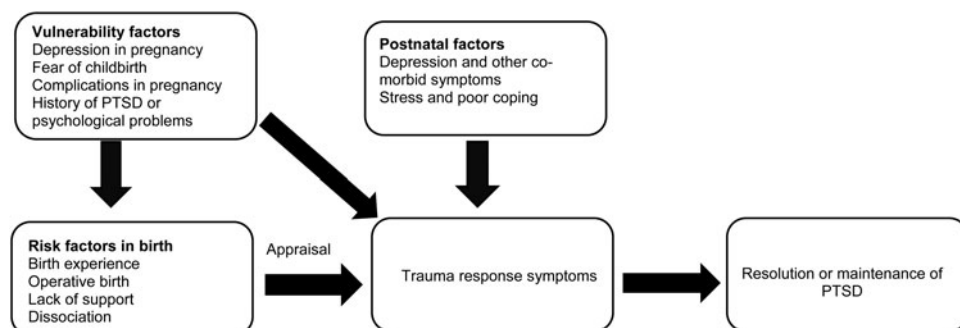 Vulnerability factors
Depression in pregnancy
Fear of childbirth
Complications in pregnancy
History of PTSD or
psychological problems
Postnatal factors
Depression and other co-
morbid symptoms
Stress and poor coping
Risk factors in birth
Birth experience
Operative birth
Lack of support
Dissociation
Appraisal
Trauma response symptoms
Resolution or maintenance of
PTSD